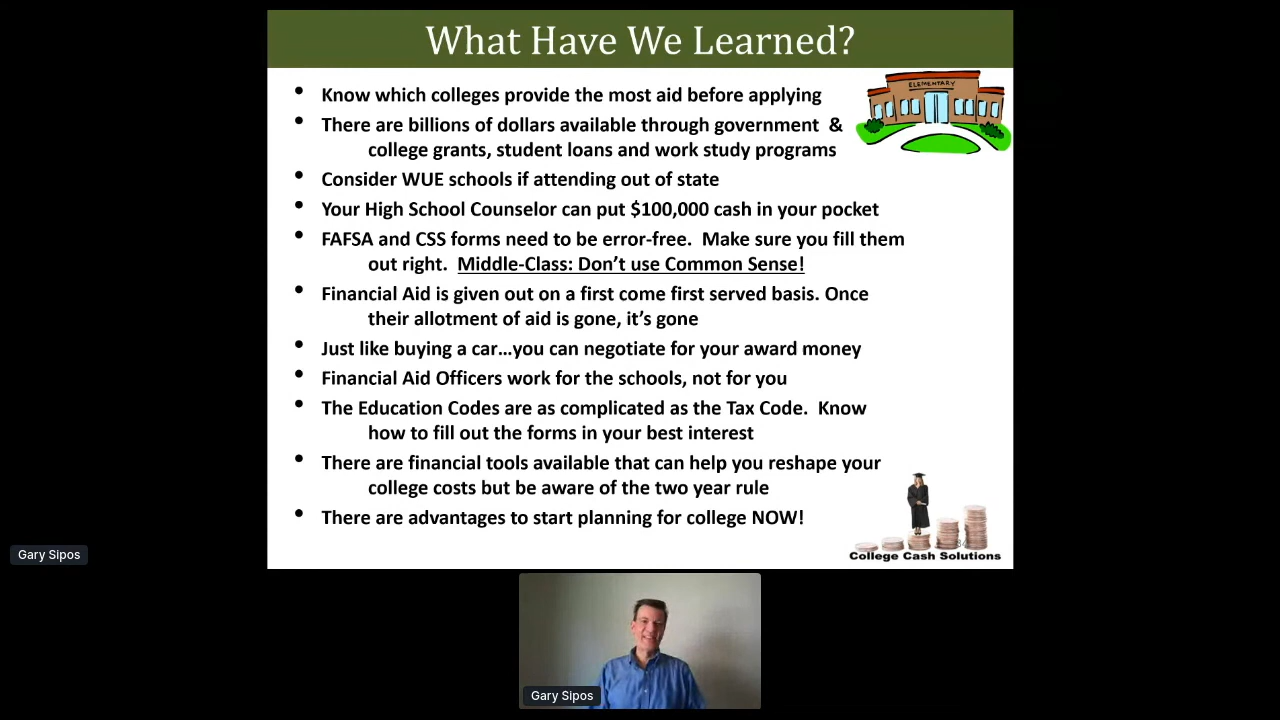 What Have We Learned?
ELEMENTARY
• Know which colleges provide the most aid before applying
• There are billions of dollars available through government &
college grants, student loans and work study programs
• Consider WUE schools if attending out of state
• Your High School Counselor can put $100,000 cash in your pocket
• FAFSA and CSS forms need to be error-free. Make sure you fill them
out right. Middle-Class: Don’t use Common Sense!
• Financial Aid is given out on a first come first served basis. Once
their allotment of aid is gone, it’s gone
• Just like buying a car...you can negotiate for your award money
• Financial Aid Officers work for the schools, not for you
• The Education Codes are as complicated as the Tax Code. Know
how to fill out the forms in your best interest
• There are financial tools available that can help you reshape your
college costs but be aware of the two year rule
• There are advantages to start planning for college NOW!
College Cash Solutions
Gary Sipos
Gary Sipos